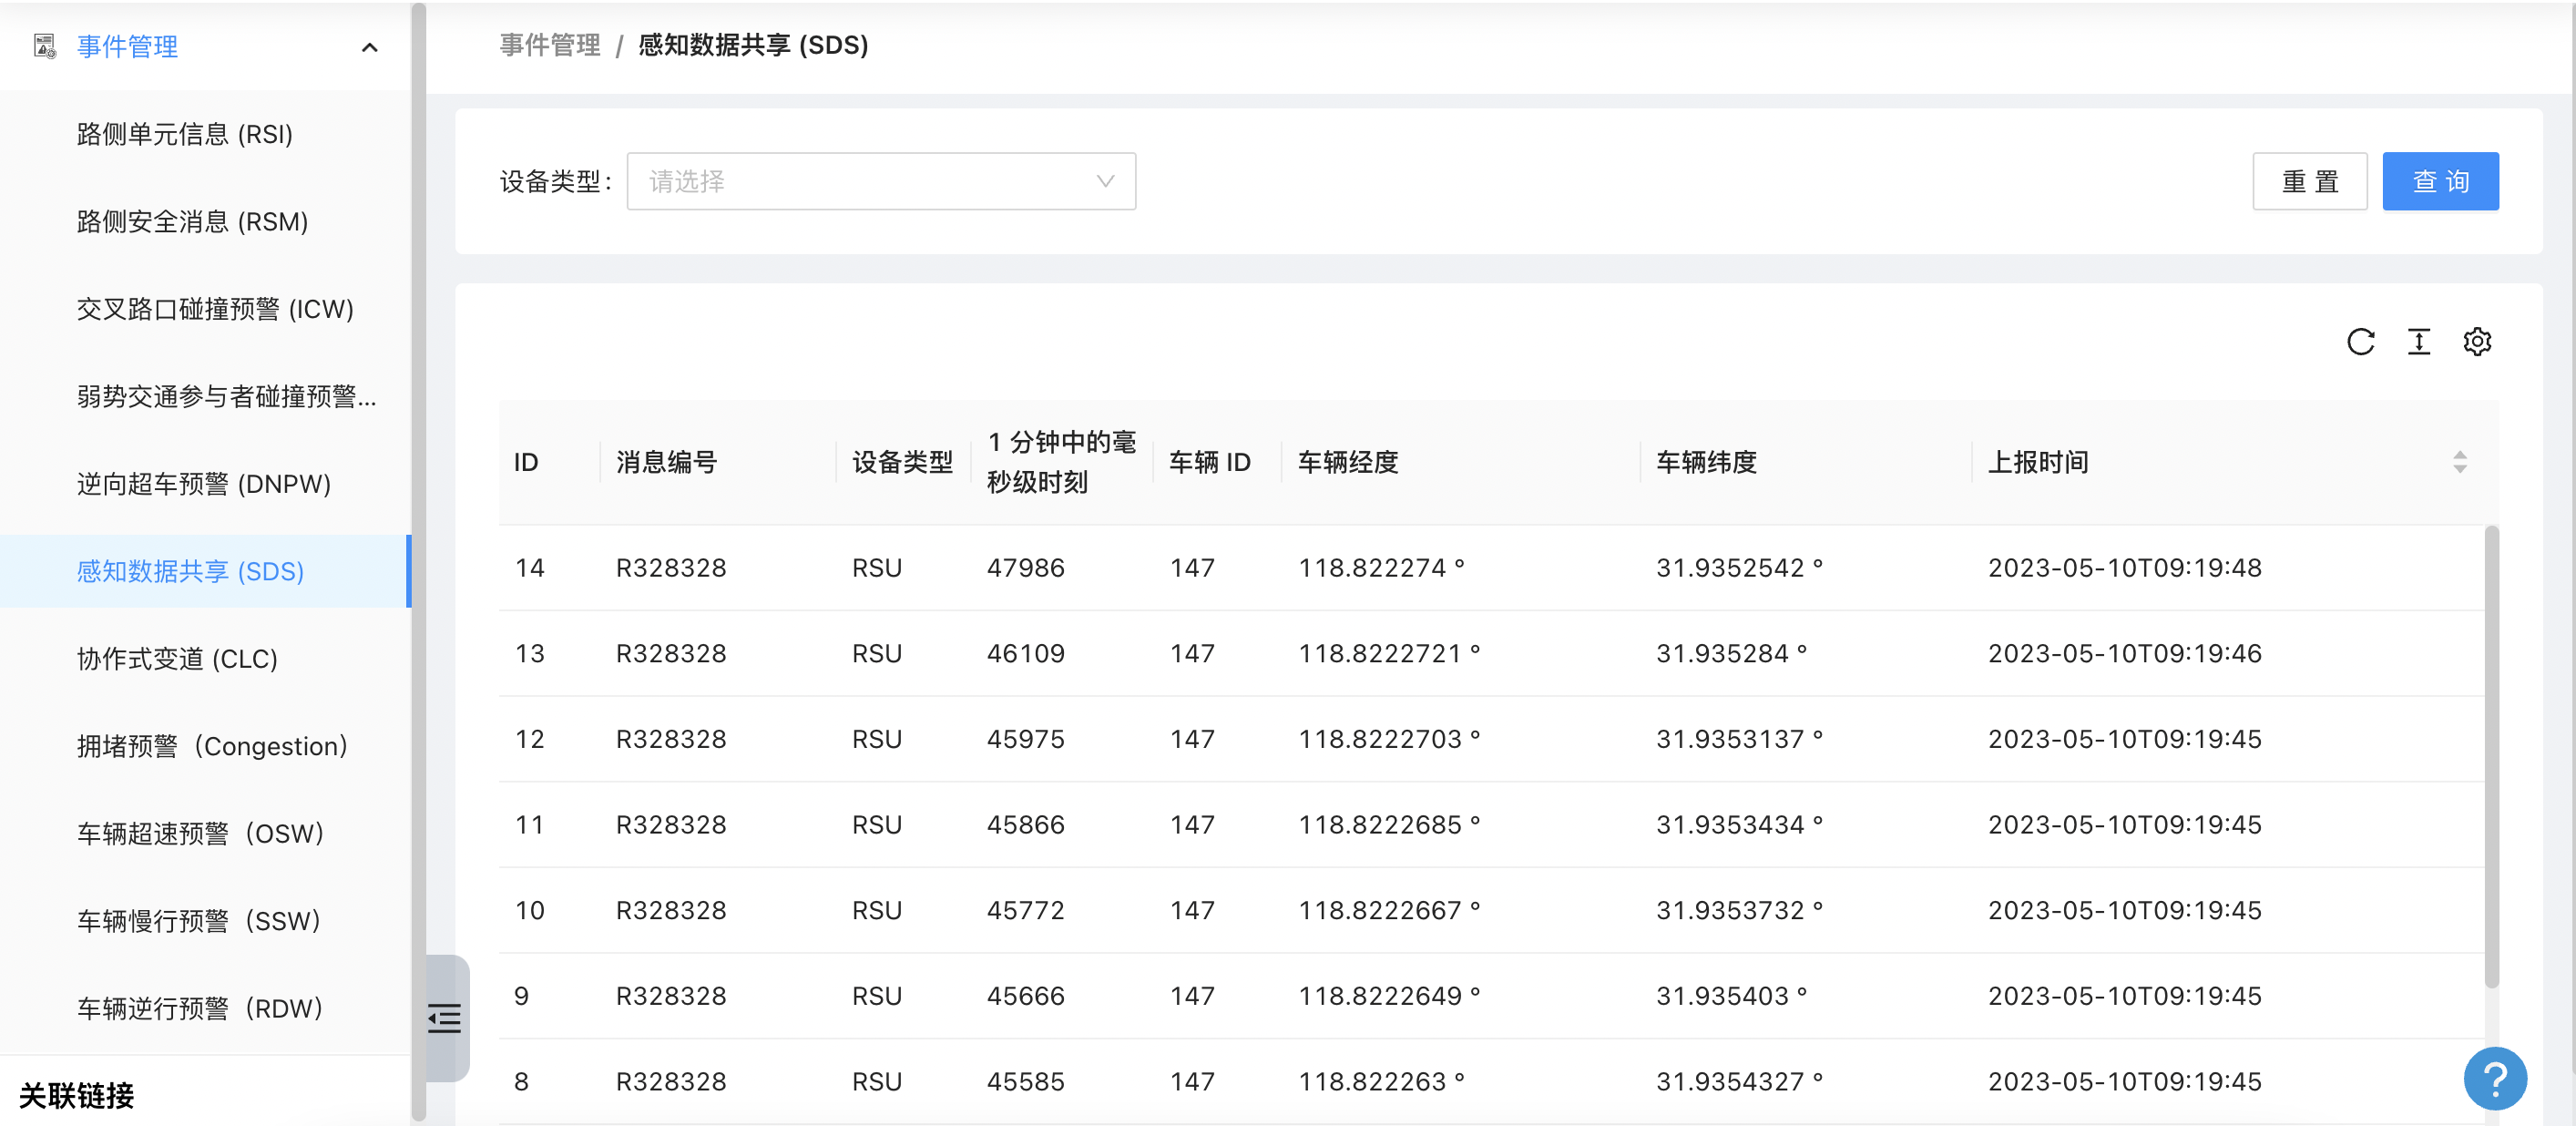 事件管理
路侧单元信息 (RSI)
路侧安全消息 (RSM)
交叉路口碰撞预警 (ICW)
弱势交通参与者碰撞预警...
逆向超车预警 (DNPW)
感知数据共享 (SDS)
协作式变道 (CLC)
拥堵预警（Congestion）
车辆超速预警（OSW）
车辆慢行预警（SSW）
车辆逆行预警（RDW）
关联链接
事件管理 / 感知数据共享 (SDS)
设备类型: 请选择 重 置 查 询
ID 消息编号 设备类型 1 分钟中的毫秒级时刻 车辆 ID 车辆经度 车辆纬度 上报时间
14 R328328 RSU 47986 147 118.822274 ° 31.9352542 ° 2023-05-10T09:19:48
13 R328328 RSU 46109 147 118.8222721 ° 31.935284 ° 2023-05-10T09:19:46
12 R328328 RSU 45975 147 118.8222703 ° 31.9353137 ° 2023-05-10T09:19:45
11 R328328 RSU 45866 147 118.8222685 ° 31.9353434 ° 2023-05-10T09:19:45
10 R328328 RSU 45772 147 118.8222667 ° 31.9353732 ° 2023-05-10T09:19:45
9 R328328 RSU 45666 147 118.8222649 ° 31.935403 ° 2023-05-10T09:19:45
8 R328328 RSU 45585 147 118.822263 ° 31.9354327 ° 2023-05-10T09:19:45
?